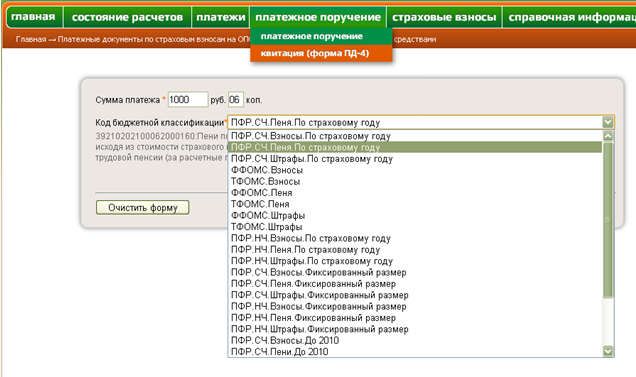 главная состояние расчетов платежи платежное поручение страховые взносы справочная информац
платежное поручение
квитация (форма ПД-4)
Главная → Платежные документы по страховым взносам на ОПС средствами
Сумма платежа * 1000 руб. 06 коп.
Код бюджетной классификации* ПФР.СЧ.Пеня.По страховому году
39210202100062000160:Пени по
исходя из стоимости страхового
трудовой пенсии (за расчетные
Очистить форму
ПФР.СЧ.Взносы.По страховому году
ПФР.СЧ.Пеня.По страховому году
ПФР.СЧ.Штрафы.По страховому году
ФФОМС.Взносы
ТФОМС.Взносы
ФФОМС.Пеня
ТФОМС.Пеня
ФФОМС.Штрафы
ТФОМС.Штрафы
ПФР.НЧ.Взносы.По страховому году
ПФР.НЧ.Пеня.По страховому году
ПФР.НЧ.Штрафы.По страховому году
ПФР.СЧ.Взносы.Фиксированный размер
ПФР.СЧ.Пеня.Фиксированный размер
ПФР.СЧ.Штрафы.Фиксированный размер
ПФР.НЧ.Взносы.Фиксированный размер
ПФР.НЧ.Пеня.Фиксированный размер
ПФР.НЧ.Штрафы.Фиксированный размер
ПФР.СЧ.Взносы.До 2010
ПФР.СЧ.Пени.До 2010